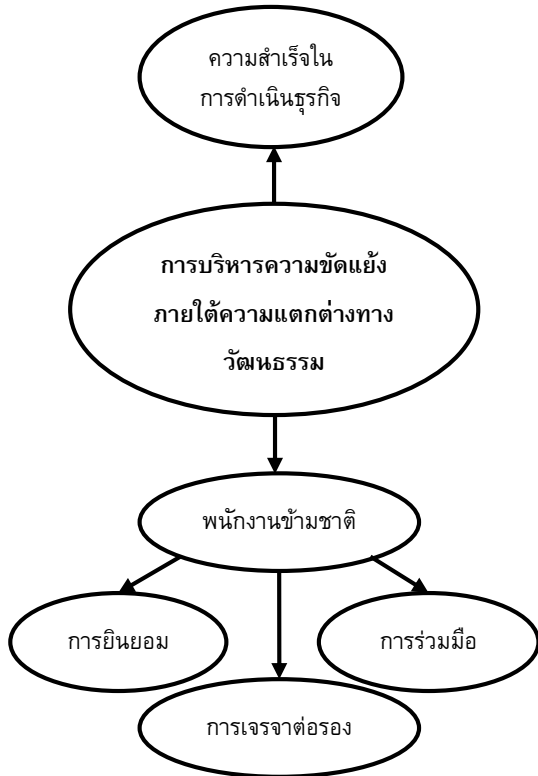 ความสำเร็จใน
การดำเนินธุรกิจ
การบริหารความขัดแย้ง
ภายใต้ความแตกต่างทาง
วัฒนธรรม
พนักงานข้ามชาติ
การยินยอม
การร่วมมือ
การเจรจาต่อรอง